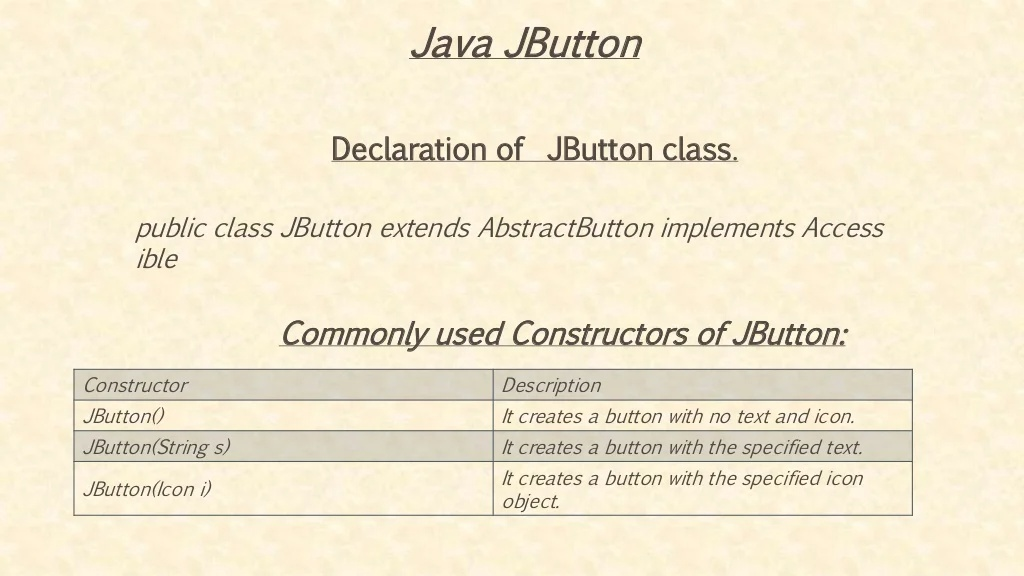 Java JButton
Declaration of JButton class.
public class JButton extends AbstractButton implements Access
ible
Commonly used Constructors of JButton:
Constructor Description
JButton() It creates a button with no text and icon.
JButton(String s) It creates a button with the specified text.
JButton(Icon i) It creates a button with the specified icon
object.